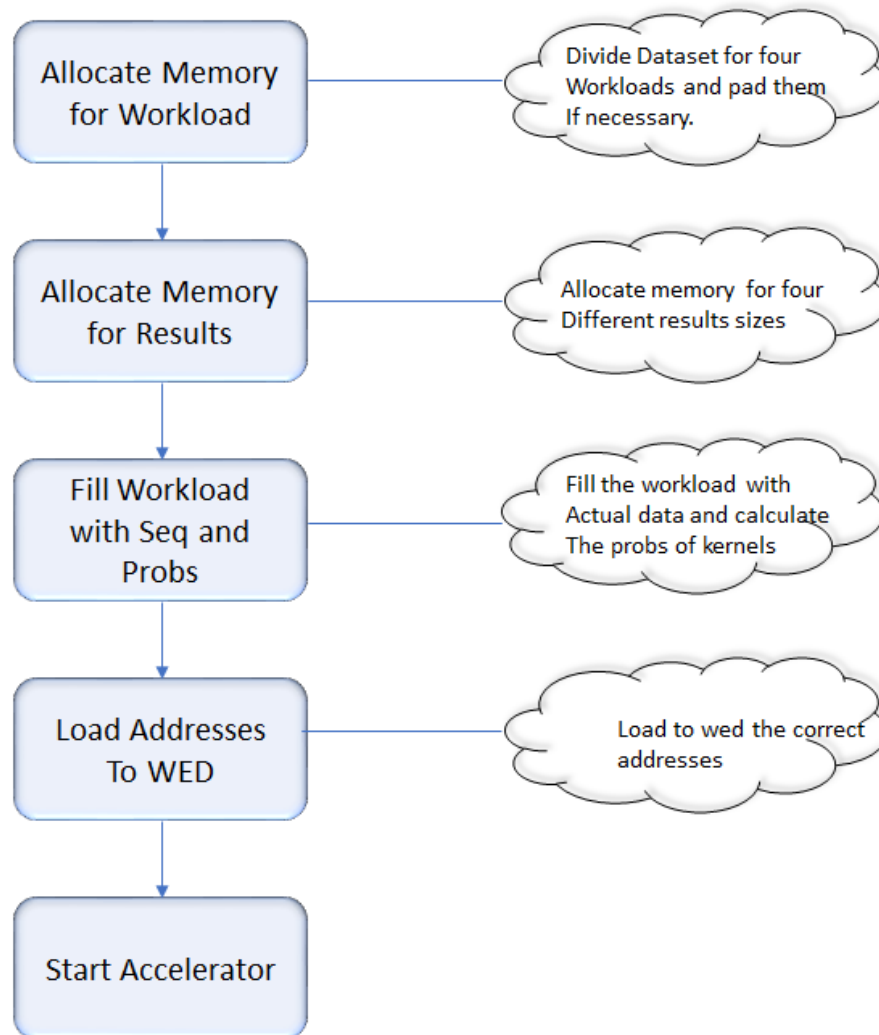 Allocate Memory
for Workload
Divide Dataset for four
Workloads and pad them
If necessary.
Allocate Memory
for Results
Allocate memory for four
Different results sizes
Fill Workload
with Seq and
Probs
Fill the workload with
Actual data and calculate
The probs of kernels
Load Addresses
To WED
Load to wed the correct
addresses
Start Accelerator